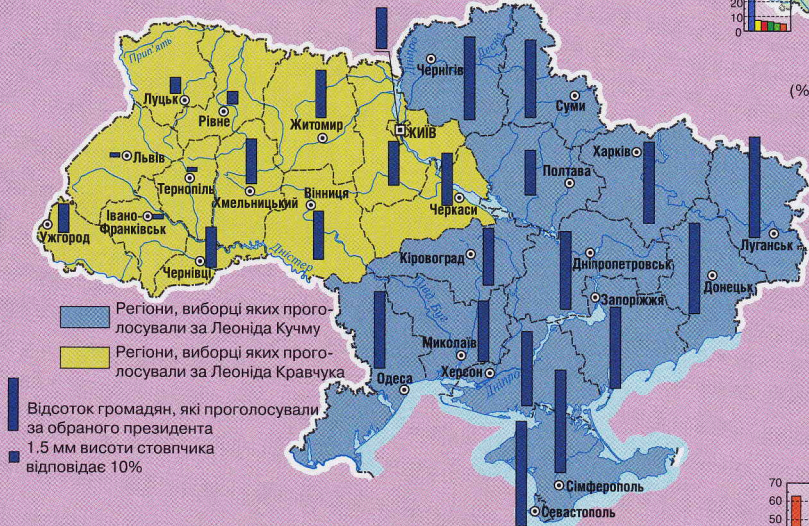 20
10
0
(%
Прип'ять
Дніпро
Десна
Чернігів
Луцьк
Рівне
Житомир
КИЇВ
Суми
Львів
Тернопіль
Хмельницький
Вінниця
Черкаси
Полтава
Харків
Івано-
Франківськ
Ужгород
Чернівці
Дністер
Кіровоград
Дніпропетровськ
Луганськ
Донецьк
Запоріжжя
Півд. Буг
Миколаїв
Херсон
Дніпро
Одеса
Сімферополь
Севастополь
Регіони, виборці яких прого-
лосували за Леоніда Кучму
Регіони, виборці яких прого-
лосували за Леоніда Кравчука
Відсоток громадян, які проголосували
за обраного президента
1.5 мм висоти стовпчика
відповідає 10%
70
60
50